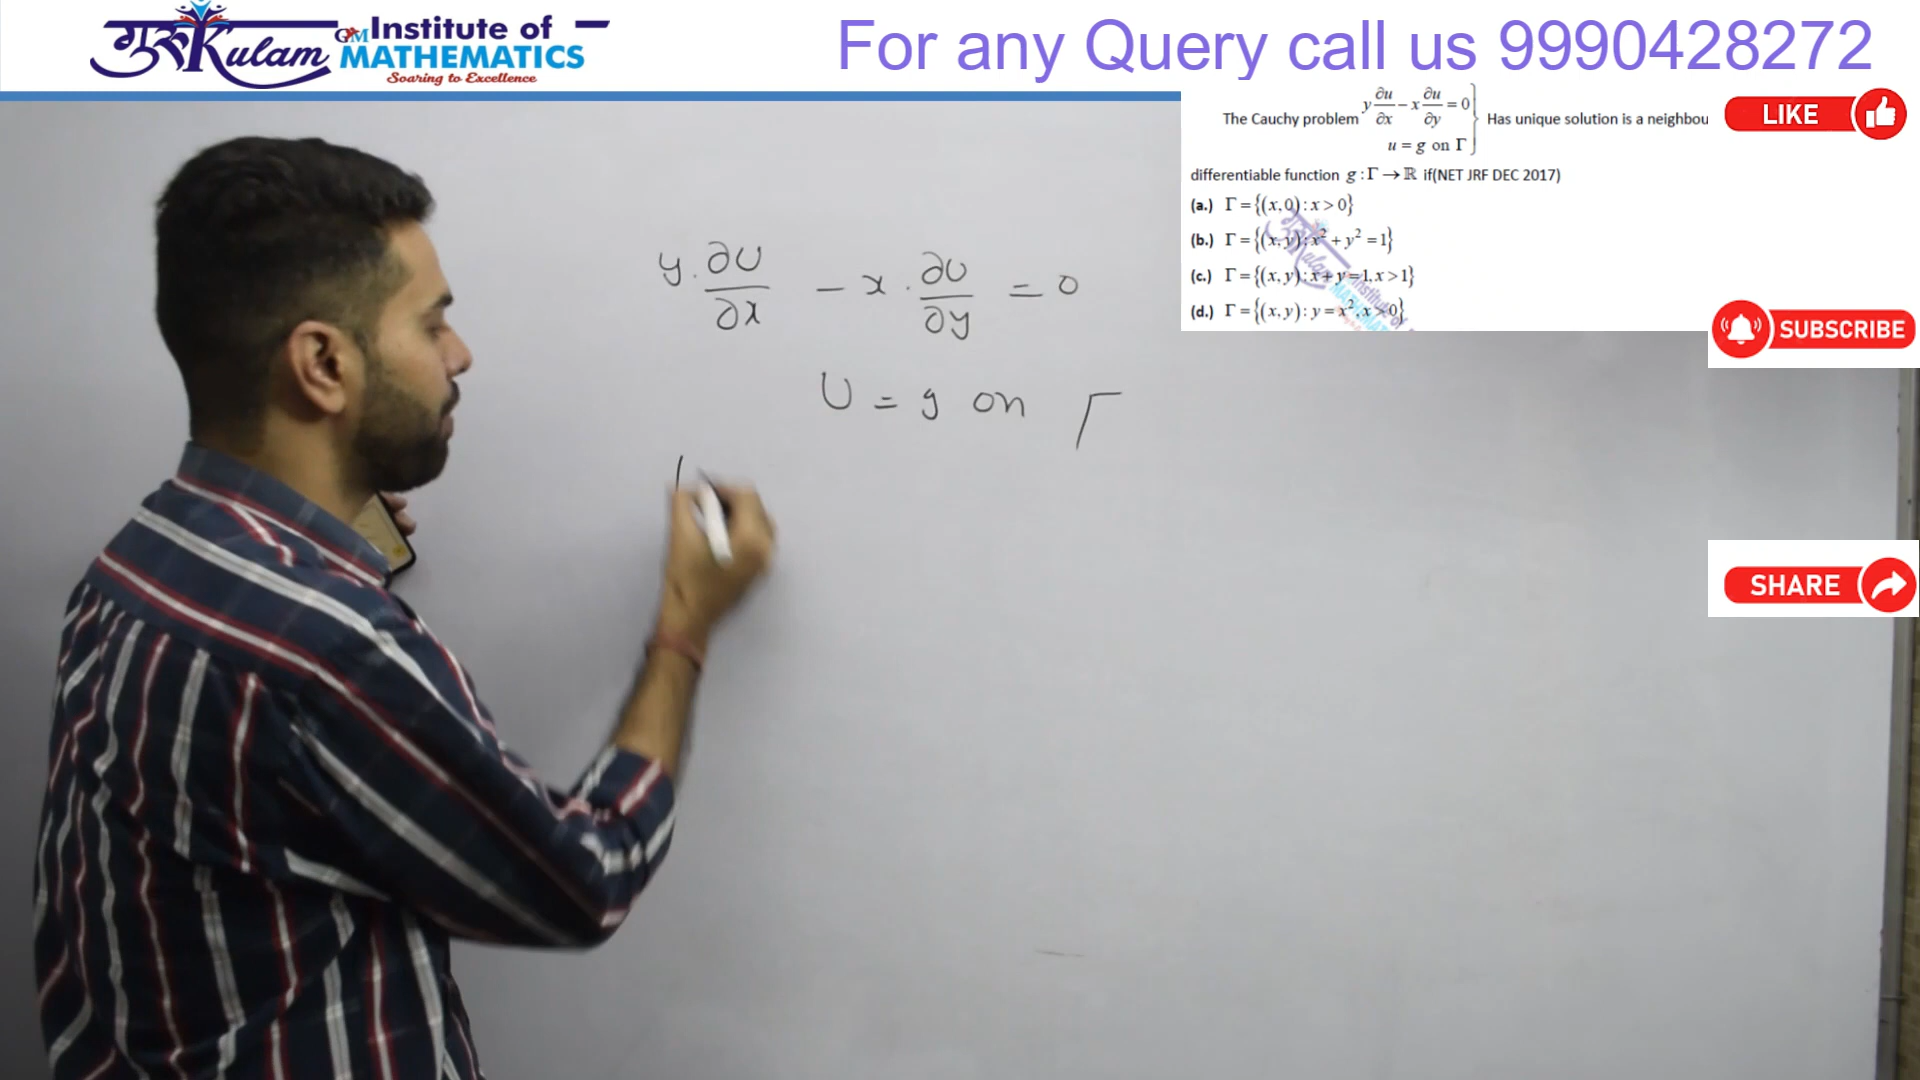 गुरुKulam GM Institute of MATHEMATICS
Soaring to Excellence
For any Query call us 9990428272
The Cauchy problem y ∂u/∂x − x ∂u/∂y = 0 } Has unique solution is a neighbou
u = g on Γ
differentiable function g : Γ → ℝ if(NET JRF DEC 2017)
(a.) Γ = {(x,0) : x > 0}
(b.) Γ = {(x, y) : x² + y² = 1}
(c.) Γ = {(x, y) : x + y = 1, x > 1}
(d.) Γ = {(x, y) : y = x², x > 0}
LIKE
SUBSCRIBE
SHARE
y · ∂U/∂x − x · ∂U/∂y = 0
U = g on Γ